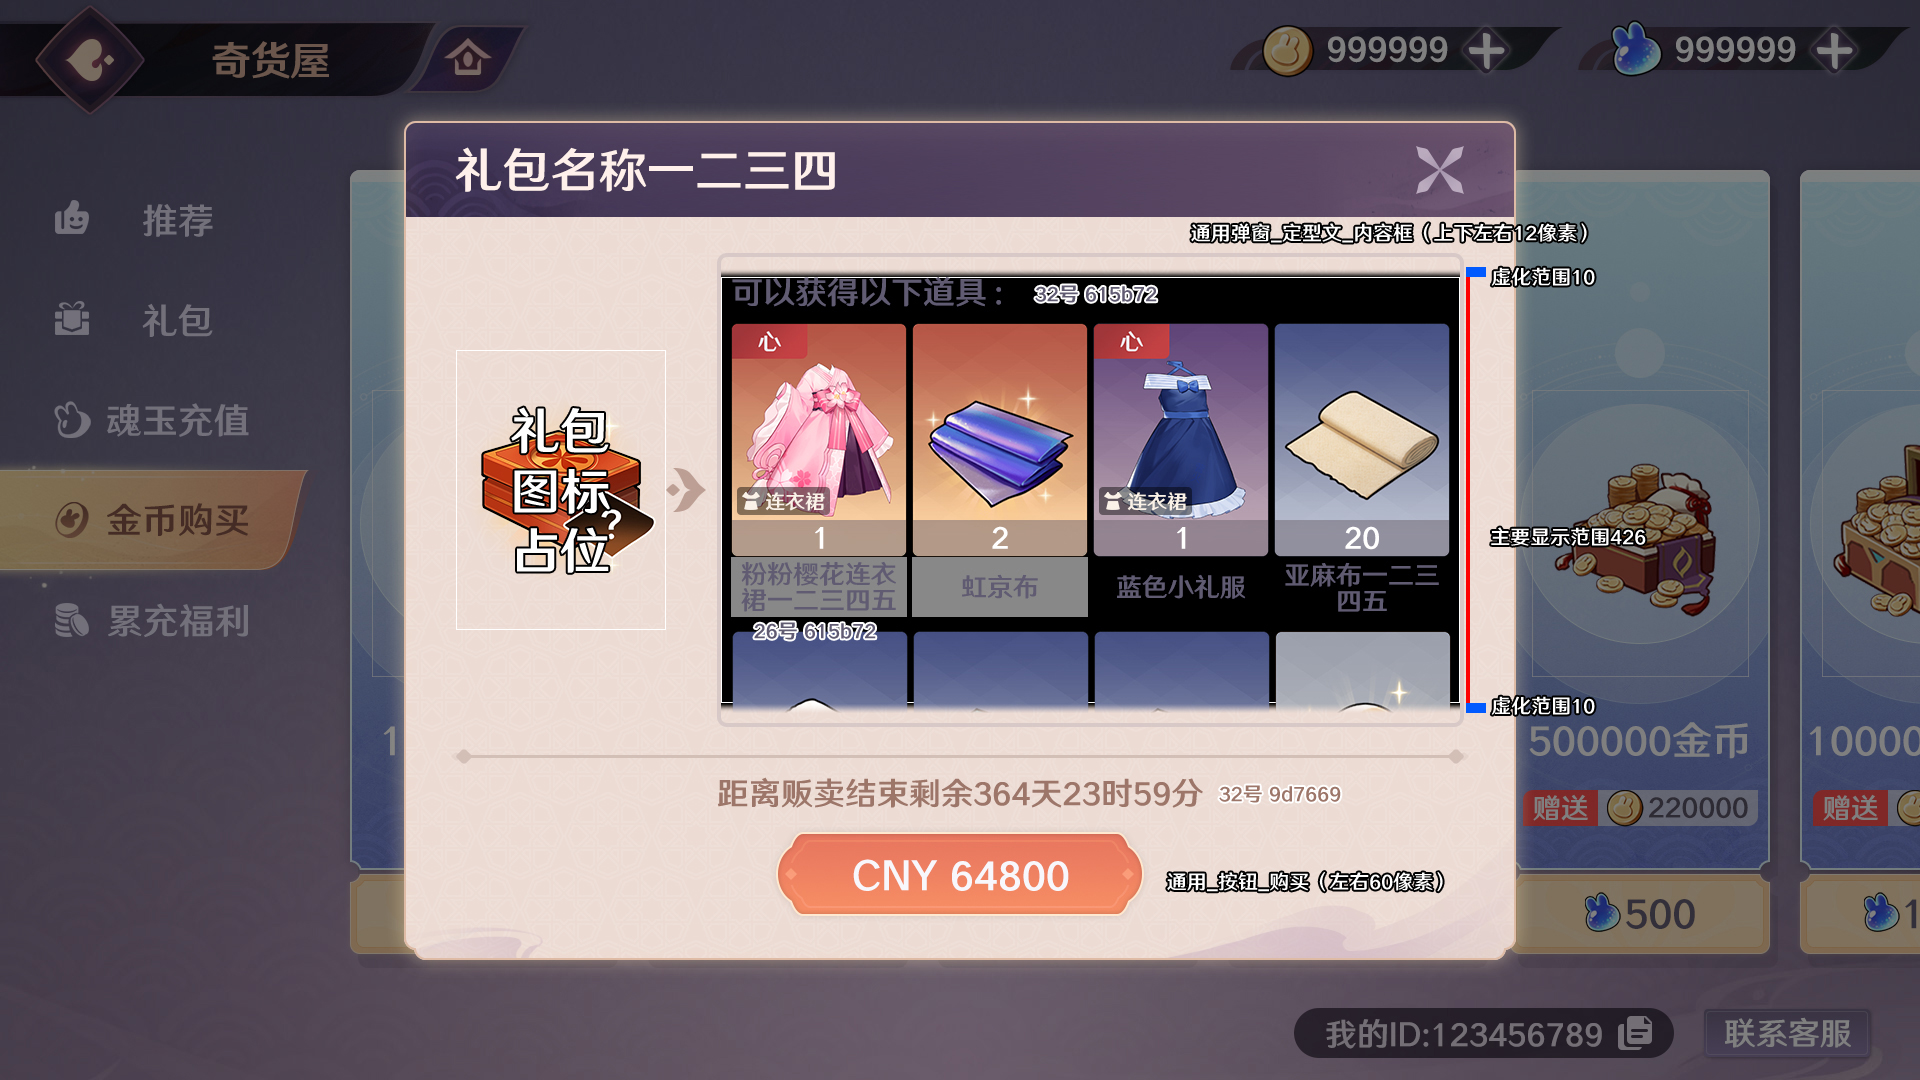 奇货屋
999999
999999
礼包名称一二三四
推荐
礼包
魂玉充值
金币购买
累充福利
通用弹窗_定型文_内容框（上下左右12像素）
虚化范围10
可以获得以下道具：
32号 615b72
心
心
连衣裙
连衣裙
1
2
1
20
粉粉樱花连衣
裙一二三四五
虹京布
蓝色小礼服
亚麻布一二三
四五
26号 615b72
礼包
图标
占位
?
主要显示范围426
虚化范围10
距离贩卖结束剩余364天23时59分
32号 9d7669
CNY 64800
通用_按钮_购买（左右60像素）
1
500000金币
赠送
220000
500
10000
赠送
1
我的ID:123456789
联系客服